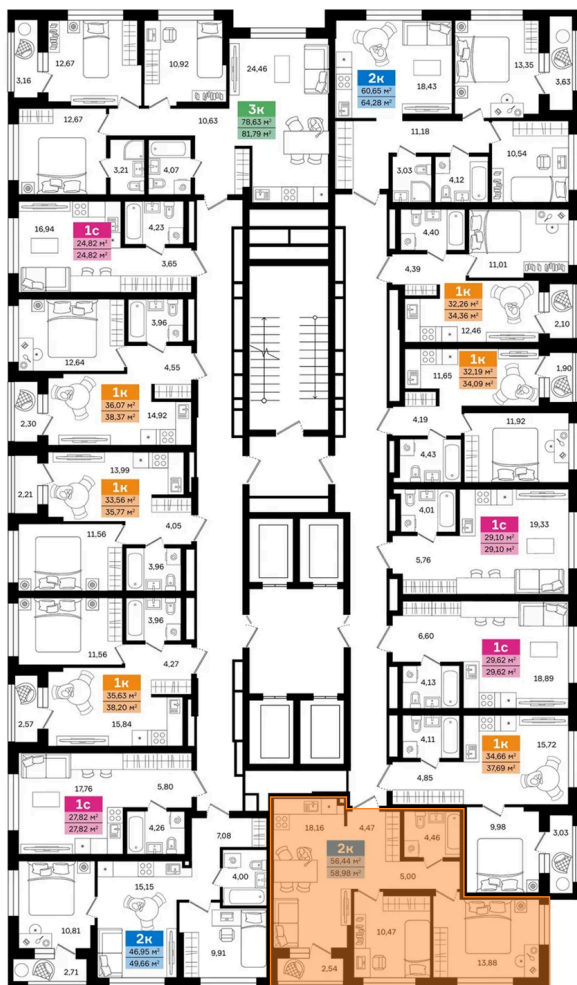 3,16
12,67
10,92
24,46
3к
78,63 м²
81,79 м²
12,67
10,63
3,21
4,07
2к
60,65 м²
64,28 м²
18,43
13,35
3,63
11,18
3,03
4,12
10,54
16,94
1с
24,82 м²
24,82 м²
4,23
3,65
4,40
11,01
4,39
1к
32,26 м²
34,36 м²
12,46
2,10
3,96
12,64
4,55
1к
36,07 м²
38,37 м²
14,92
2,30
11,65
1к
32,19 м²
34,09 м²
1,90
4,19
4,43
11,92
13,99
2,21
1к
33,56 м²
35,77 м²
4,05
11,56
3,96
4,01
1с
29,10 м²
29,10 м²
19,33
5,76
3,96
11,56
4,27
1к
35,63 м²
38,20 м²
2,57
15,84
6,60
1с
29,62 м²
29,62 м²
4,13
18,89
4,11
1к
34,66 м²
37,69 м²
15,72
4,85
9,98
3,03
17,76
5,80
1с
27,82 м²
27,82 м²
4,26
7,08
4,00
15,15
10,81
2к
46,95 м²
49,66 м²
9,91
2,71
18,16
4,47
4,46
2к
56,44 м²
58,98 м²
5,00
10,47
13,88
2,54